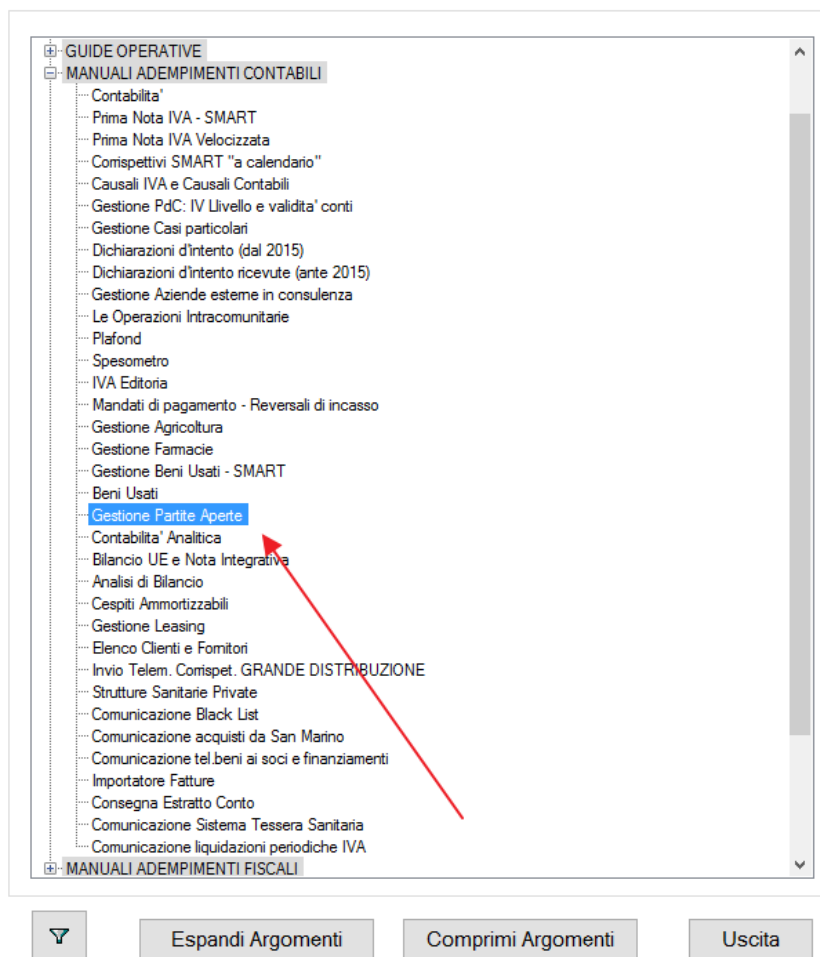 GUIDE OPERATIVE
MANUALI ADEMPIMENTI CONTABILI
Contabilita'
Prima Nota IVA - SMART
Prima Nota IVA Velocizzata
Corrispettivi SMART "a calendario"
Causali IVA e Causali Contabili
Gestione PdC: IV Llivello e validita' conti
Gestione Casi particolari
Dichiarazioni d'intento (dal 2015)
Dichiarazioni d'intento ricevute (ante 2015)
Gestione Aziende esterne in consulenza
Le Operazioni Intracomunitarie
Plafond
Spesometro
IVA Editoria
Mandati di pagamento - Reversali di incasso
Gestione Agricoltura
Gestione Farmacie
Gestione Beni Usati - SMART
Beni Usati
Gestione Partite Aperte
Contabilita' Analitica
Bilancio UE e Nota Integrativa
Analisi di Bilancio
Cespiti Ammortizzabili
Gestione Leasing
Elenco Clienti e Fornitori
Invio Telem. Corrispet. GRANDE DISTRIBUZIONE
Strutture Sanitarie Private
Comunicazione Black List
Comunicazione acquisti da San Marino
Comunicazione tel.beni ai soci e finanziamenti
Importatore Fatture
Consegna Estratto Conto
Comunicazione Sistema Tessera Sanitaria
Comunicazione liquidazioni periodiche IVA
MANUALI ADEMPIMENTI FISCALI
Espandi Argomenti Comprimi Argomenti Uscita